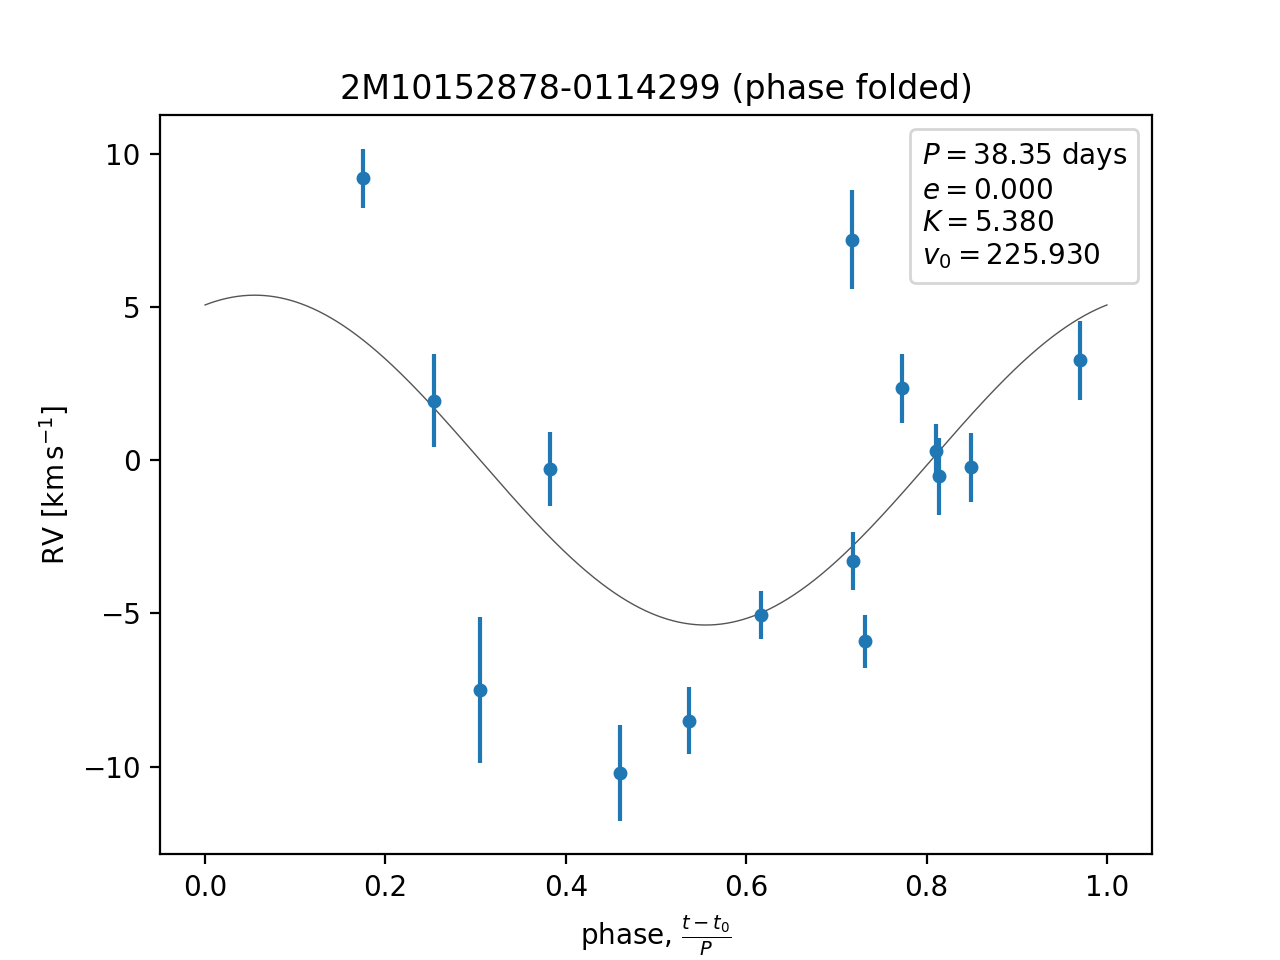 2M10152878-0114299 (phase folded)
P = 38.35 days
e = 0.000
K = 5.380
v₀ = 225.930
10
5
0
−5
−10
RV [km s⁻¹]
0.0 0.2 0.4 0.6 0.8 1.0
phase, (t − t₀)/P